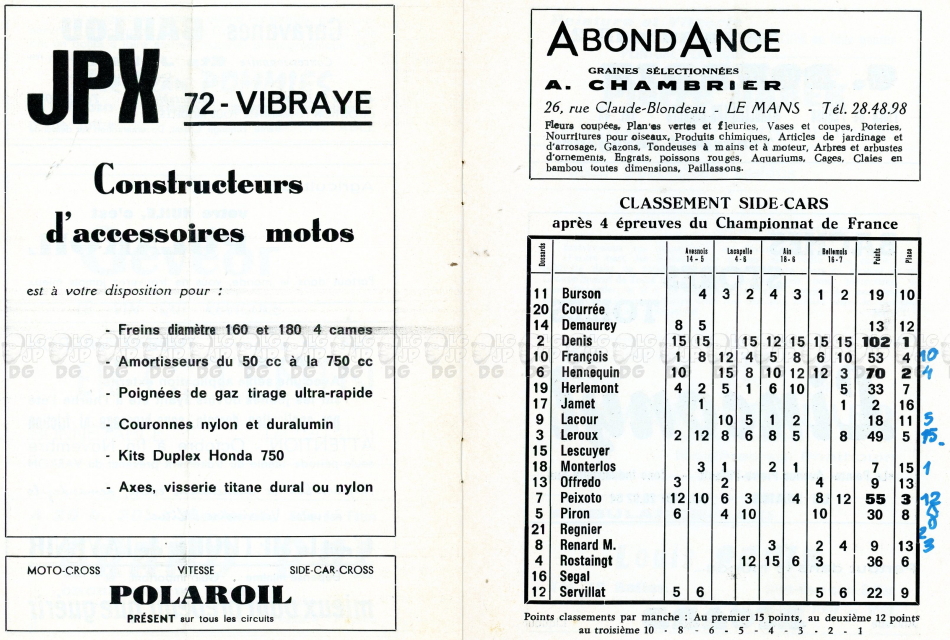 JPX 72 - VIBRAYE
Constructeurs
d'accessoires motos
est à votre disposition pour :
- Freins diamètre 160 et 180 4 cames
- Amortisseurs du 50 cc à la 750 cc
- Poignées de gaz tirage ultra-rapide
- Couronnes nylon et duralumin
- Kits Duplex Honda 750
- Axes, visserie titane dural ou nylon
MOTO-CROSS VITESSE SIDE-CAR-CROSS
POLAROIL
PRÉSENT sur tous les circuits
ABONDANCE
GRAINES SÉLECTIONNÉES
A. CHAMBRIER
26, rue Claude-Blondeau - LE MANS - Tél. 28.48.98
Fleurs coupées, Plantes vertes et fleuries, Vases et coupes, Poteries,
Nourritures pour oiseaux, Produits chimiques, Articles de jardinage et
d'arrosage, Gazons, Tondeuses à mains et à moteur, Arbres et arbustes
d'ornements, Engrais, poissons rouges, Aquariums, Cages, Claies en
bambou toutes dimensions, Paillassons.
CLASSEMENT SIDE-CARS
après 4 épreuves du Championnat de France
Dossards Avesnois Lacapelle Ain Bellemois Points Place
14 - 5 4 - 6 18 - 6 16 - 7
11 Burson 4 3 2 4 3 1 2 19 10
20 Courrée
14 Demaurey 8 5 13 12
2 Denis 15 15 15 15 12 15 15 15 102 1
10 François 1 8 12 4 5 8 6 10 53 4 10
6 Hennequin 10 15 8 10 12 12 3 70 2 4
19 Herlemont 4 2 5 1 6 10 5 33 7
17 Jamet 1 1 2 16
9 Lacour 10 5 1 2 18 11 5
3 Leroux 2 12 8 6 8 5 8 49 5 15.
15 Lescuyer
18 Monterlos 3 1 2 1 7 15 1
13 Offredo 3 2 4 9 13
7 Peixoto 12 10 6 3 4 8 12 55 3 12
5 Piron 6 4 10 10 30 8 8
21 Regnier 2
8 Renard M. 3 2 4 9 13 3
4 Rostaingt 12 15 6 3 36 6
16 Segal
12 Servillat 5 6 5 6 22 9
Points classements par manche : Au premier 15 points, au deuxième 12 points
au troisième 10 - 8 - 6 - 5 - 4 - 3 - 2 - 1